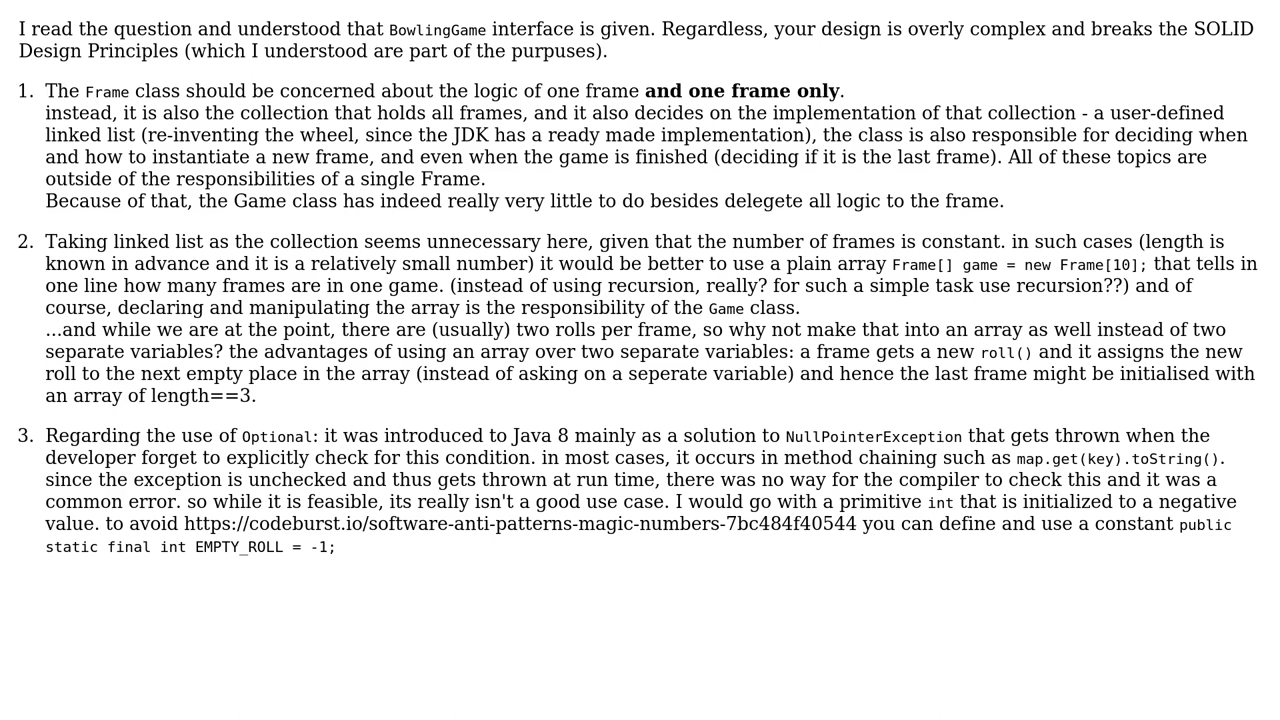 I read the question and understood that BowlingGame interface is given. Regardless, your design is overly complex and breaks the SOLID
Design Principles (which I understood are part of the purpuses).
1. The Frame class should be concerned about the logic of one frame and one frame only.
instead, it is also the collection that holds all frames, and it also decides on the implementation of that collection - a user-defined
linked list (re-inventing the wheel, since the JDK has a ready made implementation), the class is also responsible for deciding when
and how to instantiate a new frame, and even when the game is finished (deciding if it is the last frame). All of these topics are
outside of the responsibilities of a single Frame.
Because of that, the Game class has indeed really very little to do besides delegete all logic to the frame.
2. Taking linked list as the collection seems unnecessary here, given that the number of frames is constant. in such cases (length is
known in advance and it is a relatively small number) it would be better to use a plain array Frame[] game = new Frame[10]; that tells in
one line how many frames are in one game. (instead of using recursion, really? for such a simple task use recursion??) and of
course, declaring and manipulating the array is the responsibility of the Game class.
...and while we are at the point, there are (usually) two rolls per frame, so why not make that into an array as well instead of two
separate variables? the advantages of using an array over two separate variables: a frame gets a new roll() and it assigns the new
roll to the next empty place in the array (instead of asking on a seperate variable) and hence the last frame might be initialised with
an array of length==3.
3. Regarding the use of Optional: it was introduced to Java 8 mainly as a solution to NullPointerException that gets thrown when the
developer forget to explicitly check for this condition. in most cases, it occurs in method chaining such as map.get(key).toString().
since the exception is unchecked and thus gets thrown at run time, there was no way for the compiler to check this and it was a
common error. so while it is feasible, its really isn't a good use case. I would go with a primitive int that is initialized to a negative
value. to avoid https://codeburst.io/software-anti-patterns-magic-numbers-7bc484f40544 you can define and use a constant public
static final int EMPTY_ROLL = -1;